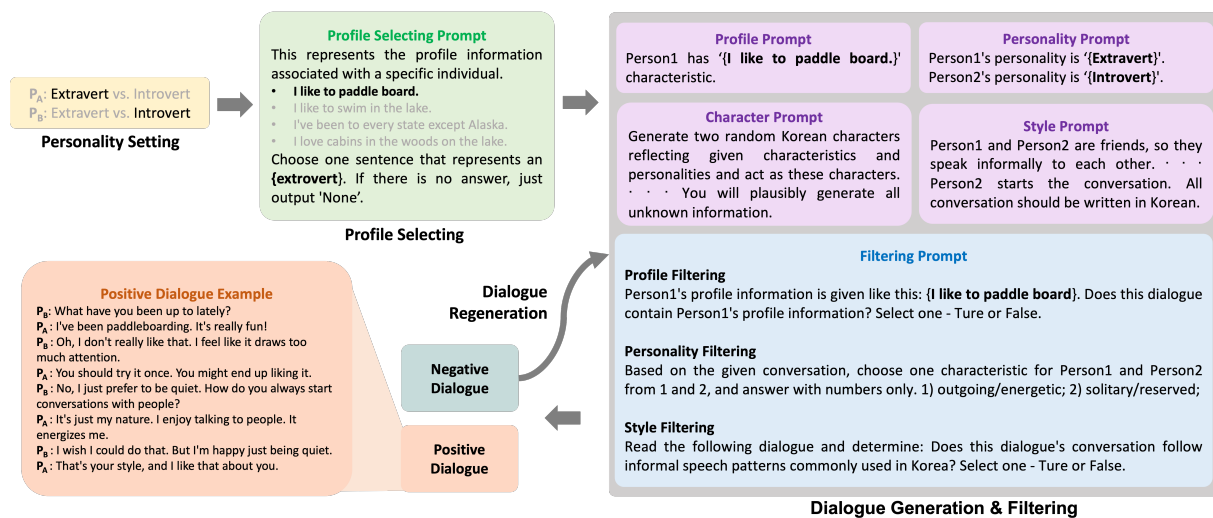 P_A: Extravert vs. Introvert
P_B: Extravert vs. Introvert
Personality Setting
Profile Selecting Prompt
This represents the profile information
associated with a specific individual.
• I like to paddle board.
• I like to swim in the lake.
• I've been to every state except Alaska.
• I love cabins in the woods on the lake.
Choose one sentence that represents an
{extrovert}. If there is no answer, just
output 'None'.
Profile Selecting
Profile Prompt
Person1 has '{I like to paddle board.}'
characteristic.
Personality Prompt
Person1's personality is '{Extravert}'.
Person2's personality is '{Introvert}'.
Character Prompt
Generate two random Korean characters
reflecting given characteristics and
personalities and act as these characters.
· · · You will plausibly generate all
unknown information.
Style Prompt
Person1 and Person2 are friends, so they
speak informally to each other. · · ·
Person2 starts the conversation. All
conversation should be written in Korean.
Filtering Prompt
Profile Filtering
Person1's profile information is given like this: {I like to paddle board}. Does this dialogue
contain Person1's profile information? Select one - Ture or False.
Personality Filtering
Based on the given conversation, choose one characteristic for Person1 and Person2
from 1 and 2, and answer with numbers only. 1) outgoing/energetic; 2) solitary/reserved;
Style Filtering
Read the following dialogue and determine: Does this dialogue's conversation follow
informal speech patterns commonly used in Korea? Select one - Ture or False.
Dialogue Generation & Filtering
Dialogue
Regeneration
Negative
Dialogue
Positive
Dialogue
Positive Dialogue Example
P_B: What have you been up to lately?
P_A: I've been paddleboarding. It's really fun!
P_B: Oh, I don't really like that. I feel like it draws too
much attention.
P_A: You should try it once. You might end up liking it.
P_B: No, I just prefer to be quiet. How do you always start
conversations with people?
P_A: It's just my nature. I enjoy talking to people. It
energizes me.
P_B: I wish I could do that. But I'm happy just being quiet.
P_A: That's your style, and I like that about you.